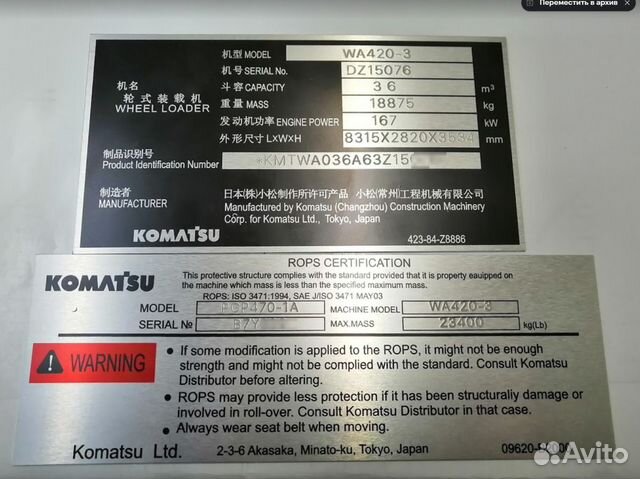 Переместить в архив
机型 MODEL WA420-3
机号 SERIAL No. DZ15076
斗容 CAPACITY 3 6 m³
重量 MASS 18875 kg
发动机功率 ENGINE POWER 167 kW
外形尺寸 LxWxH 8315X2820X3534 mm
机名
轮式装载机
WHEEL LOADER
制品识别号
Product Identification Number *KMTWA036A63Z150
制造者
MANUFACTURER
日本(株)小松制作所许可产品 小松(常州)工程机械有限公司
Manufactured by Komatsu (Changzhou) Construction Machinery
Corp. for Komatsu Ltd., Tokyo, Japan
KOMATSU
423-84-Z8886
KOMATSU
ROPS CERTIFICATION
This protective structure complies with the standard provided that it is property eauipped on
the machine which mass is less than the specified maximum mass.
ROPS: ISO 3471:1994, SAE J/ISO 3471 MAY03
MODEL 470-1A MACHINE MODEL WA420-3
SERIAL № B7Y MAX.MASS 23400 kg(Lb)
WARNING
• If some modification is applied to the ROPS, it might not be enough
strength and might not be complied with the standard. Consult Komatsu
Distributor before altering.
• ROPS may provide less protection if it has been structurally damage or
involved in roll-over. Consult Komatsu Distributor in that case.
• Always wear seat belt when moving.
Komatsu Ltd. 2-3-6 Akasaka, Minato-ku, Tokyo, Japan
Avito